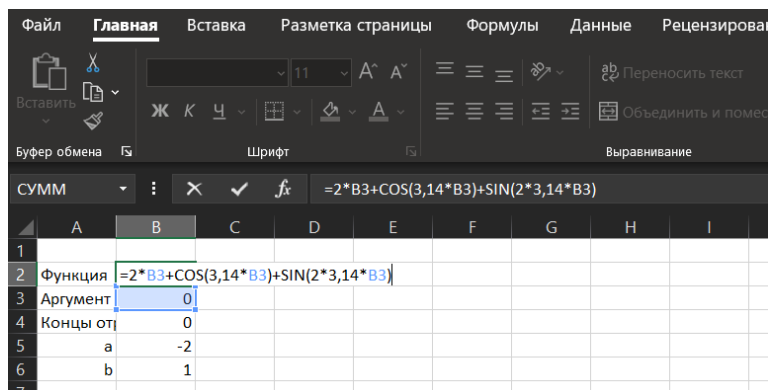 Файл Главная Вставка Разметка страницы Формулы Данные Рецензирова
11 A^ A˅ ab Переносить текст
Вставить Ж К Ч А Объединить и помес
Буфер обмена Шрифт Выравнивание
СУММ fx =2*B3+COS(3,14*B3)+SIN(2*3,14*B3)
A B C D E F G H I
1
2 Функция =2*B3+COS(3,14*B3)+SIN(2*3,14*B3)
3 Аргумент 0
4 Концы отр 0
5 a -2
6 b 1